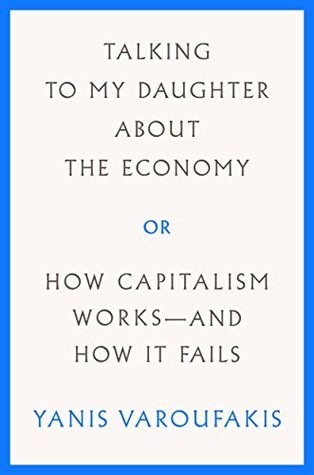 TALKING
TO MY DAUGHTER
ABOUT
THE ECONOMY
OR
HOW CAPITALISM
WORKS—AND
HOW IT FAILS
YANIS VAROUFAKIS